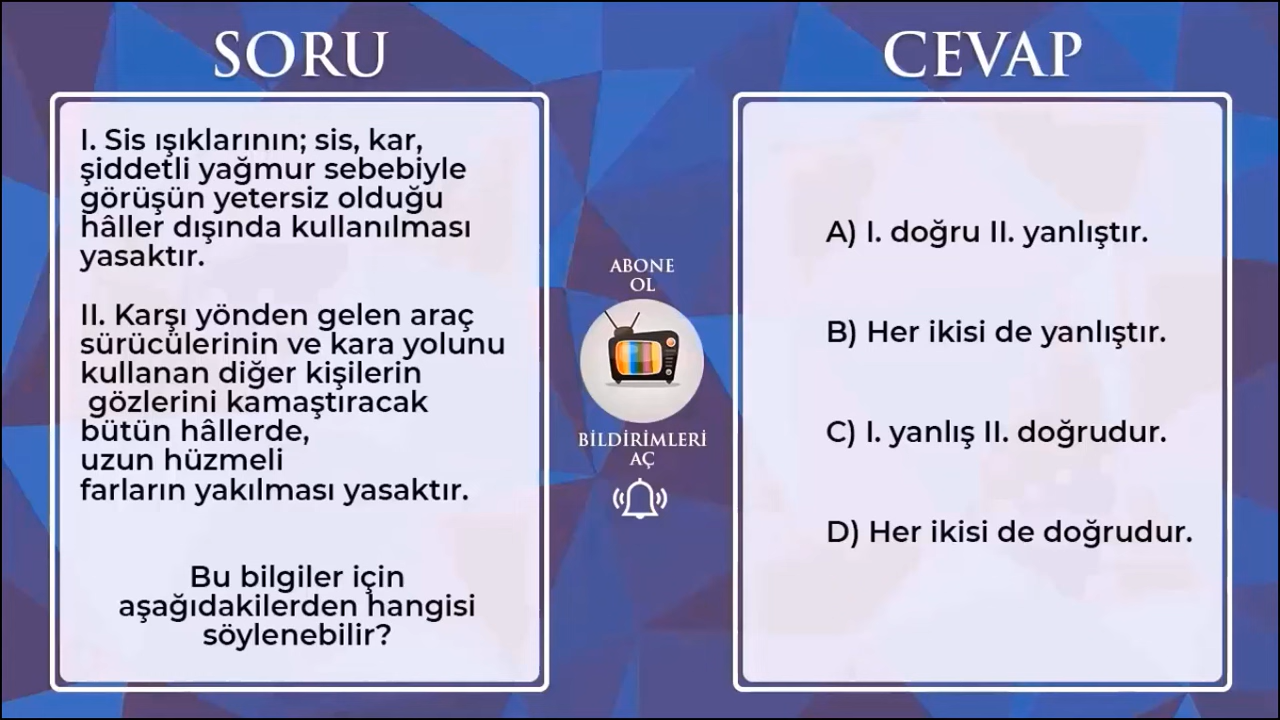 SORU
I. Sis ışıklarının; sis, kar,
şiddetli yağmur sebebiyle
görüşün yetersiz olduğu
hâller dışında kullanılması
yasaktır.
II. Karşı yönden gelen araç
sürücülerinin ve kara yolunu
kullanan diğer kişilerin
gözlerini kamaştıracak
bütün hâllerde,
uzun hüzmeli
farların yakılması yasaktır.
Bu bilgiler için
aşağıdakilerden hangisi
söylenebilir?
ABONE
OL
BİLDİRİMLERİ
AÇ
CEVAP
A) I. doğru II. yanlıştır.
B) Her ikisi de yanlıştır.
C) I. yanlış II. doğrudur.
D) Her ikisi de doğrudur.